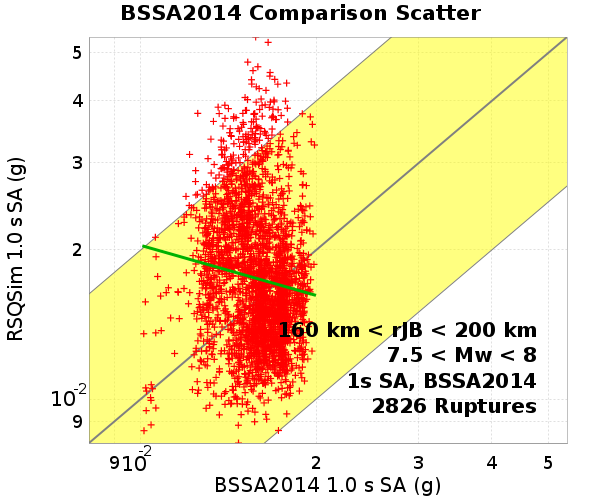 BSSA2014 Comparison Scatter
RSQSim 1.0 s SA (g)
5
4
3
2
10-2
9
160 km < rJB < 200 km
7.5 < Mw < 8
1s SA, BSSA2014
2826 Ruptures
9 10-2 2 3 4 5
BSSA2014 1.0 s SA (g)